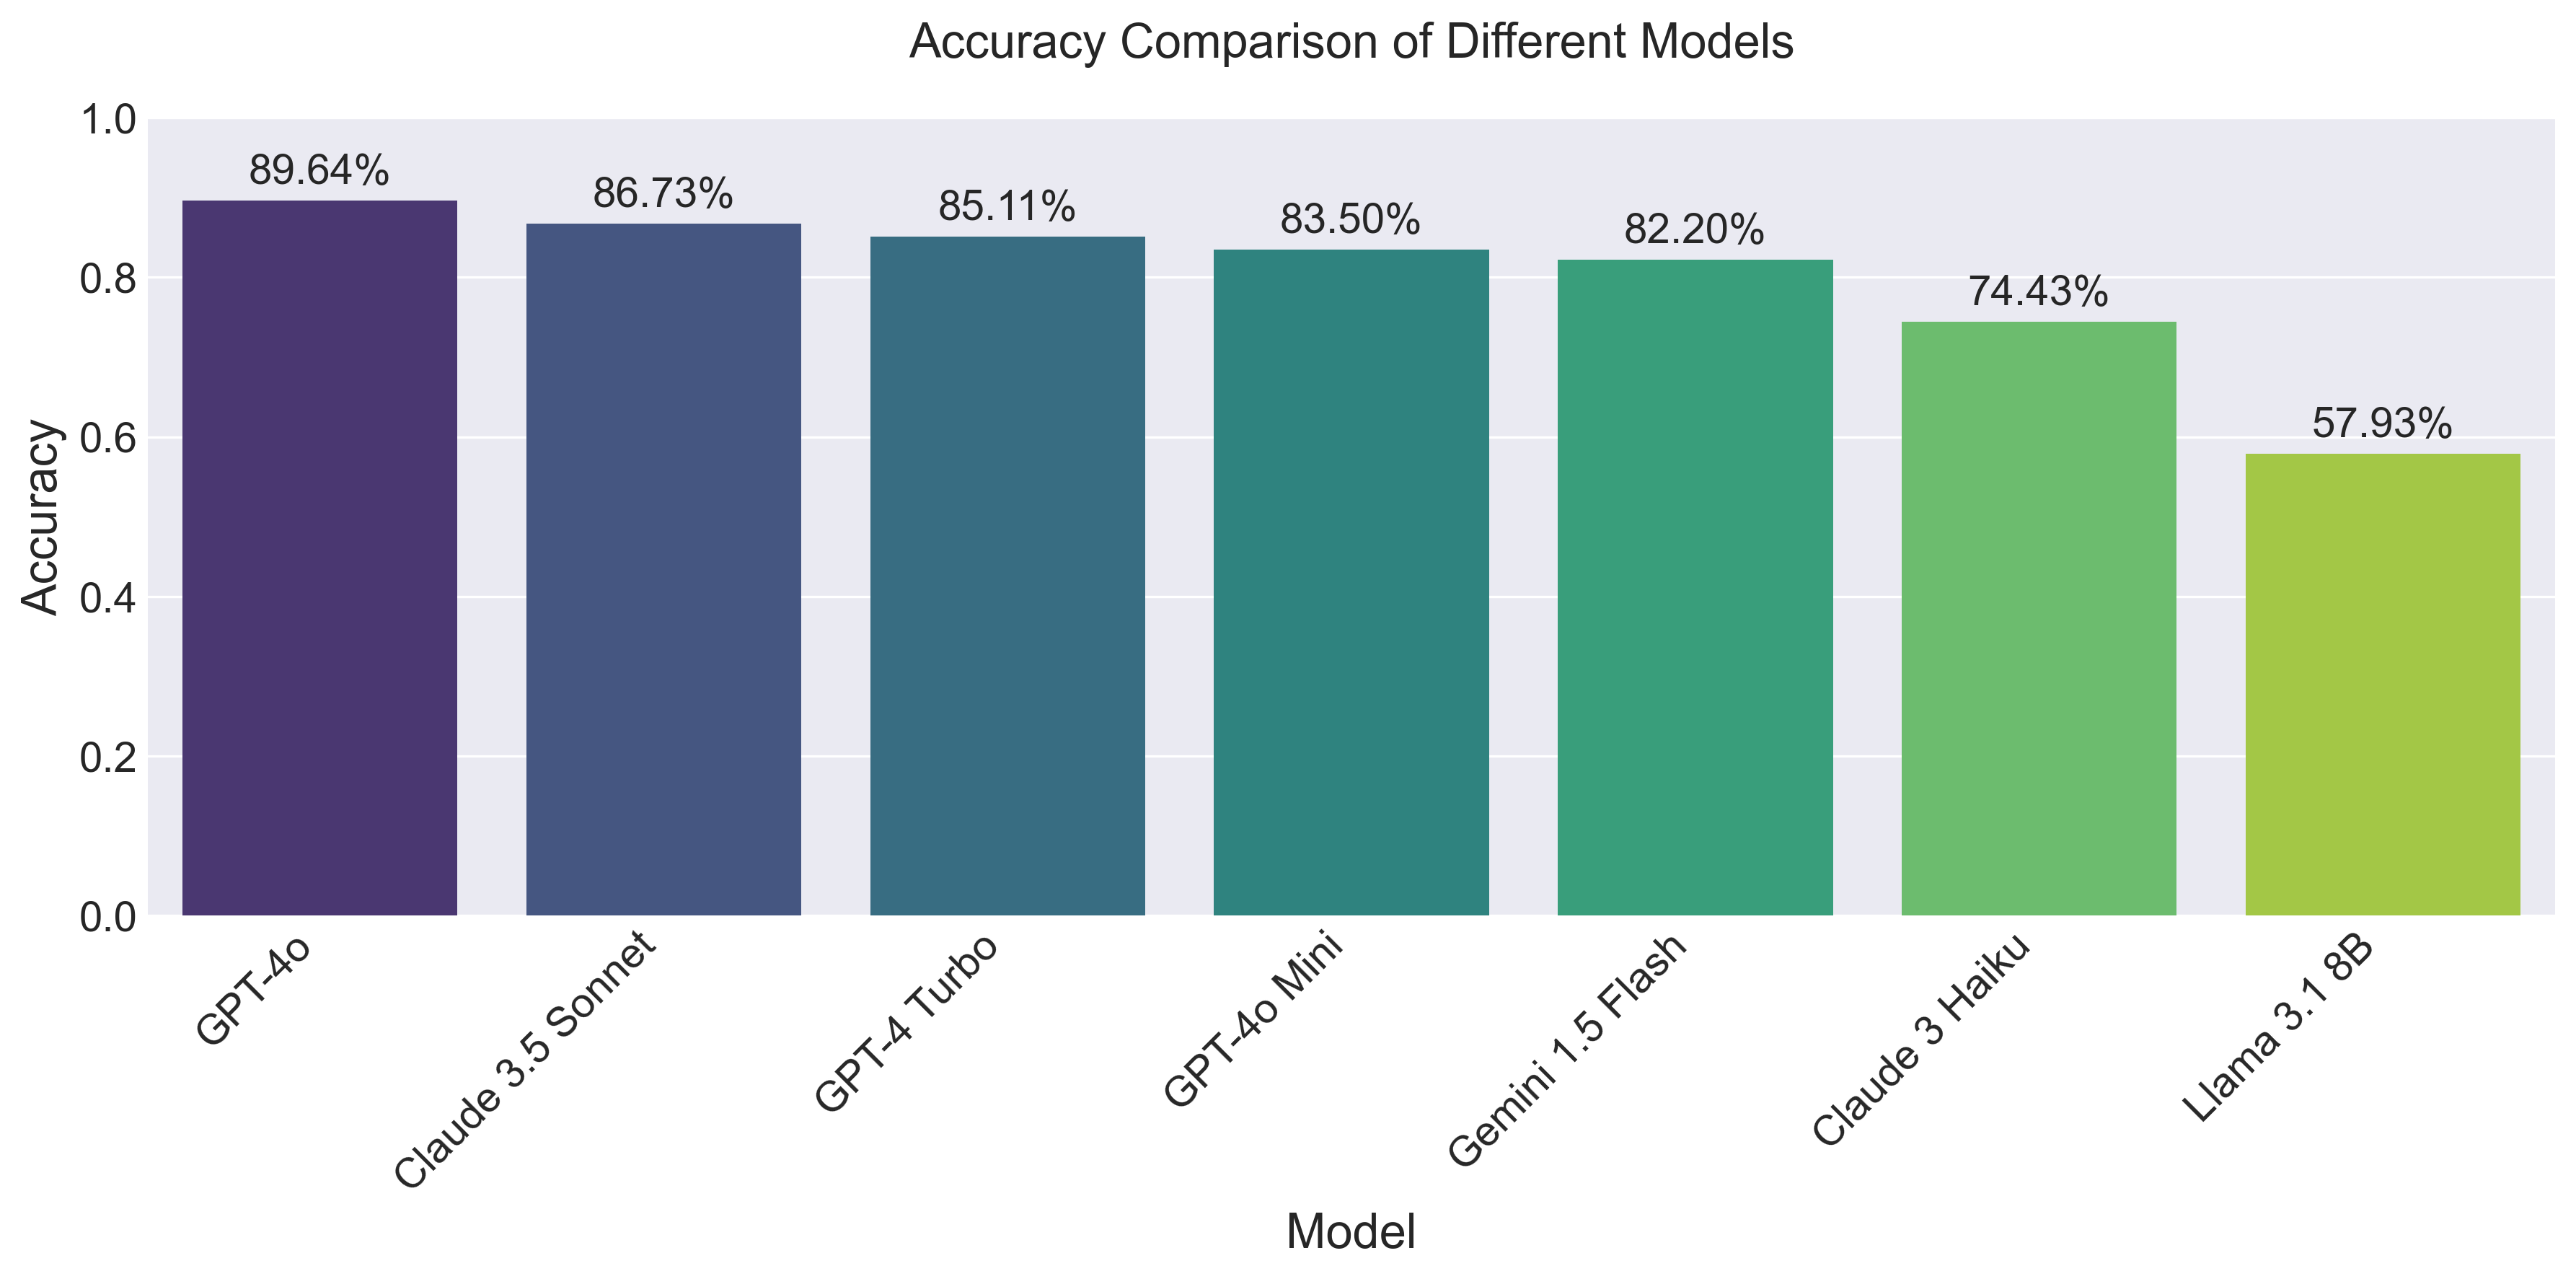 Accuracy Comparison of Different Models
1.0
0.8
0.6
0.4
0.2
0.0
Accuracy
89.64%
86.73%
85.11%
83.50%
82.20%
74.43%
57.93%
GPT-4o
Claude 3.5 Sonnet
GPT-4 Turbo
GPT-4o Mini
Gemini 1.5 Flash
Claude 3 Haiku
Llama 3.1 8B
Model